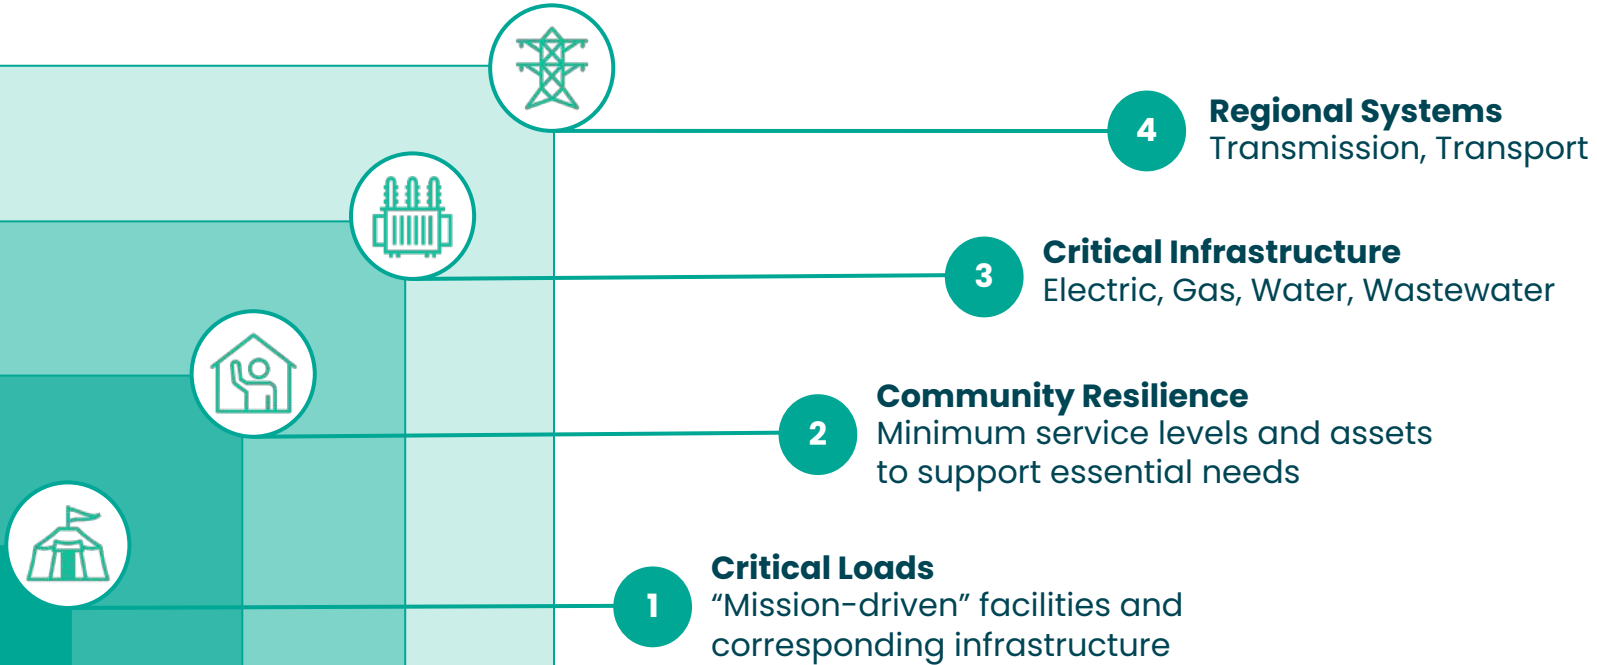 4
Regional Systems
Transmission, Transport
3
Critical Infrastructure
Electric, Gas, Water, Wastewater
2
Community Resilience
Minimum service levels and assets
to support essential needs
1
Critical Loads
“Mission-driven” facilities and
corresponding infrastructure